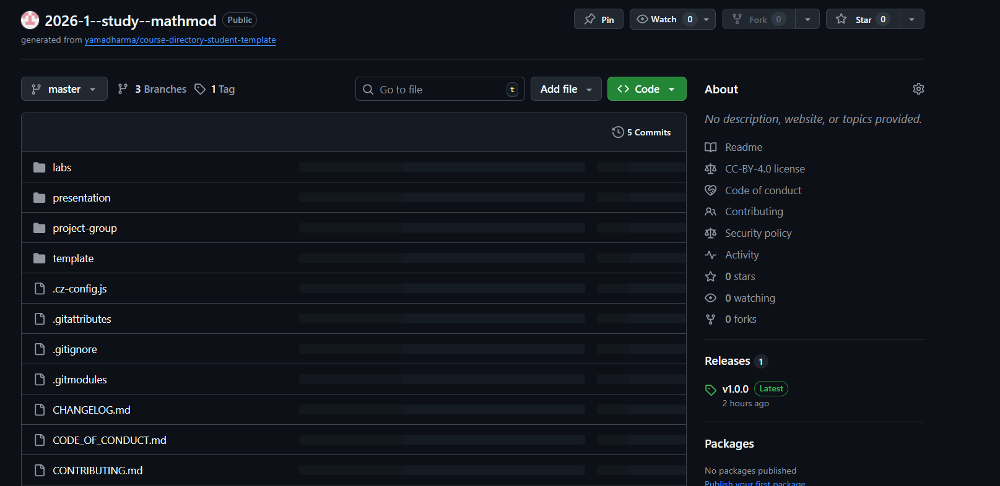 2026-1--study--mathmod Public Pin Watch 0 Fork 0 Star 0
generated from yamadharma/course-directory-student-template
master 3 Branches 1 Tag Go to file t Add file Code
5 Commits
labs
presentation
project-group
template
.cz-config.js
.gitattributes
.gitignore
.gitmodules
CHANGELOG.md
CODE_OF_CONDUCT.md
CONTRIBUTING.md
About
No description, website, or topics provided.
Readme
CC-BY-4.0 license
Code of conduct
Contributing
Security policy
Activity
0 stars
0 watching
0 forks
Releases 1
v1.0.0 Latest
2 hours ago
Packages
No packages published
Publish your first package